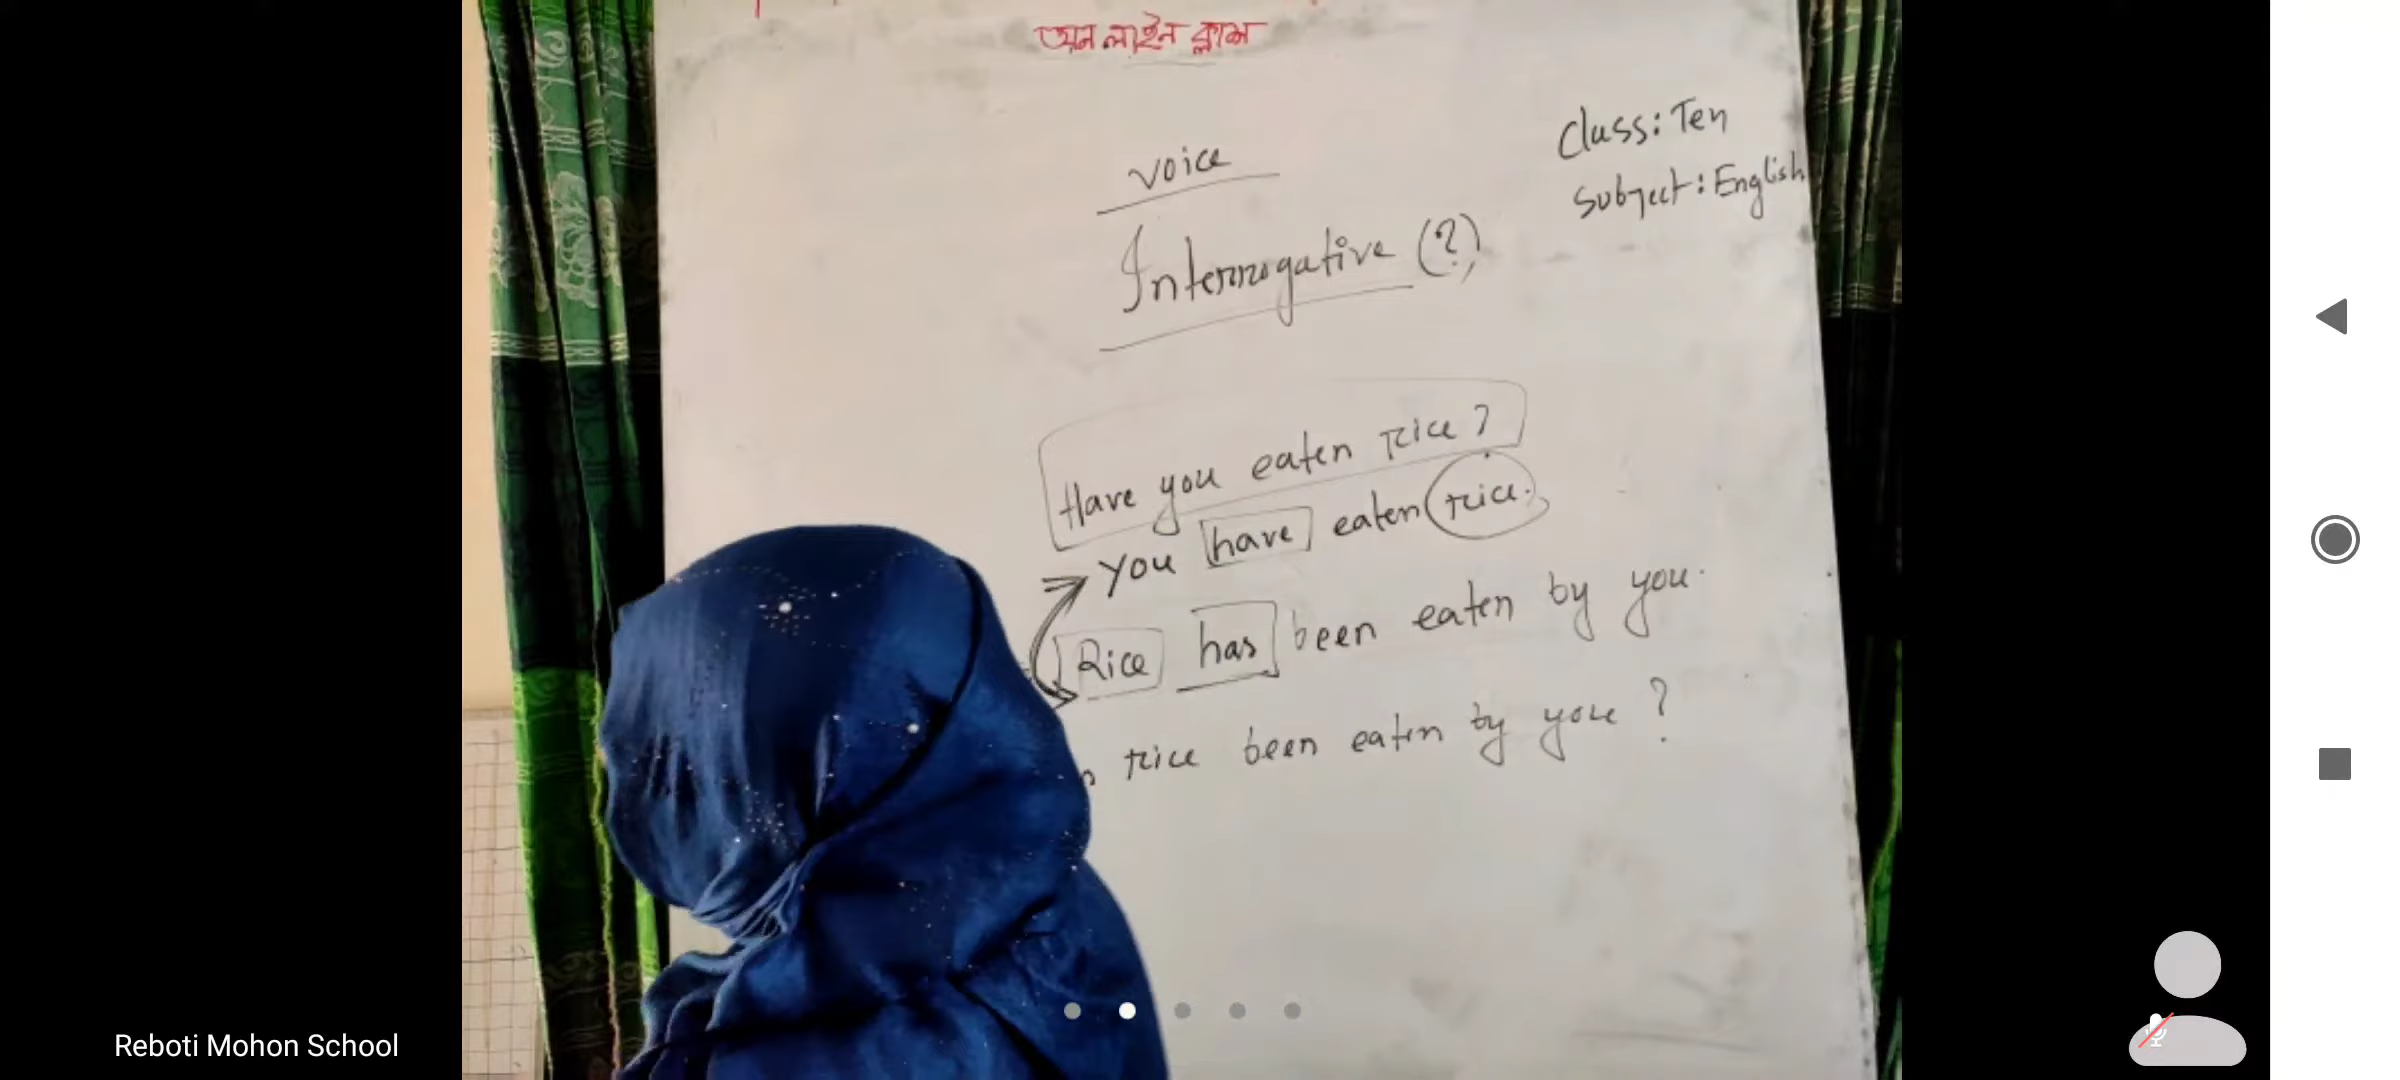 অন লাইন ক্লাস
Class: Ten
Subject: English
voice
Interrogative (?)
Have you eaten rice?
You have eaten rice.
Rice has been eaten by you.
rice been eaten by you?
Reboti Mohon School